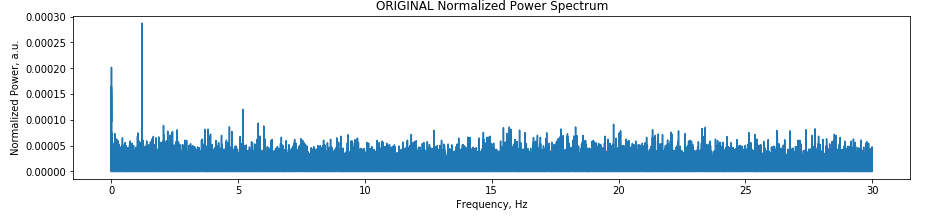 ORIGINAL Normalized Power Spectrum
Normalized Power, a.u.
0.00030
0.00025
0.00020
0.00015
0.00010
0.00005
0.00000
0 5 10 15 20 25 30
Frequency, Hz